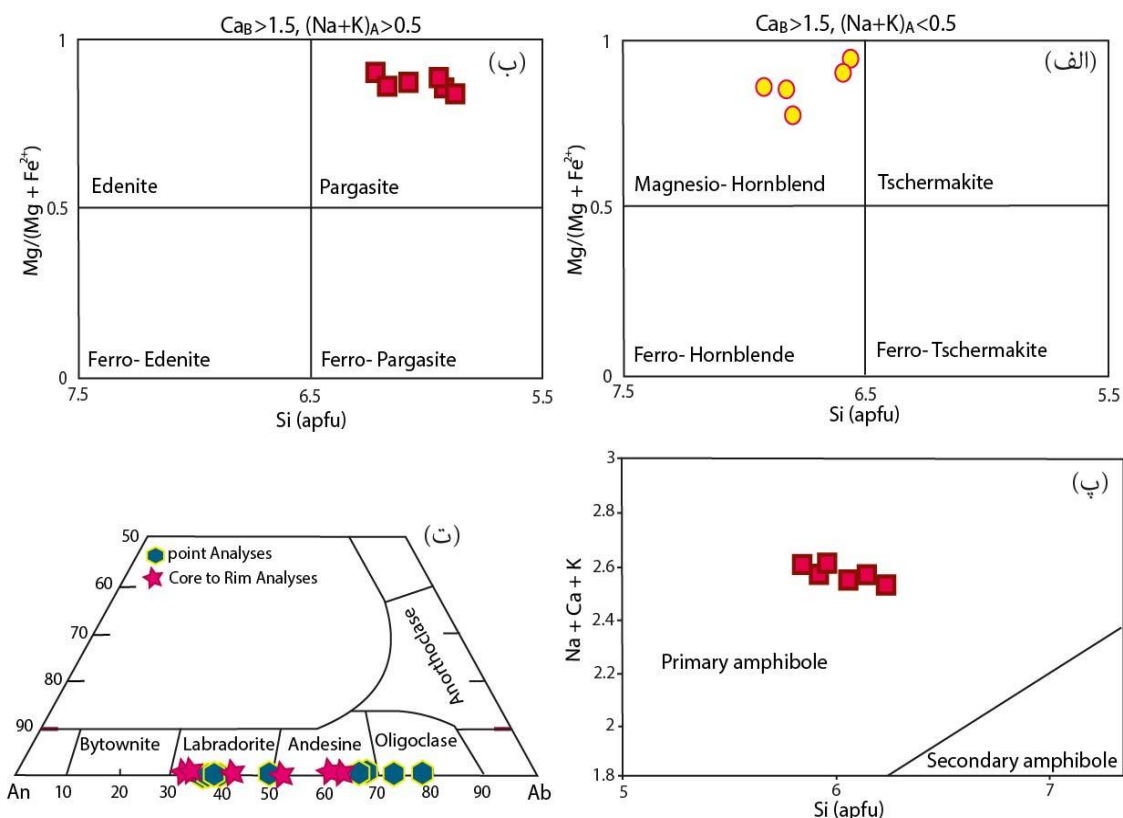 Ca_B>1.5, (Na+K)_A>0.5
(ب)
1
Mg/(Mg + Fe²⁺)
Edenite
Pargasite
0.5
Ferro- Edenite
Ferro- Pargasite
0
7.5
6.5
5.5
Si (apfu)
Ca_B>1.5, (Na+K)_A<0.5
(الف)
1
Mg/(Mg + Fe²⁺)
Magnesio- Hornblend
Tschermakite
0.5
Ferro- Hornblende
Ferro- Tschermakite
0
7.5
6.5
5.5
Si (apfu)
(ت)
50
point Analyses
Core to Rim Analyses
60
70
80
90
Anorthoclase
Bytownite
Labradorite
Andesine
Oligoclase
An
10
20
30
40
50
60
70
80
90
Ab
(پ)
3
2.8
2.6
2.4
2.2
2
1.8
Na + Ca + K
Primary amphibole
Secondary amphibole
5
6
7
Si (apfu)